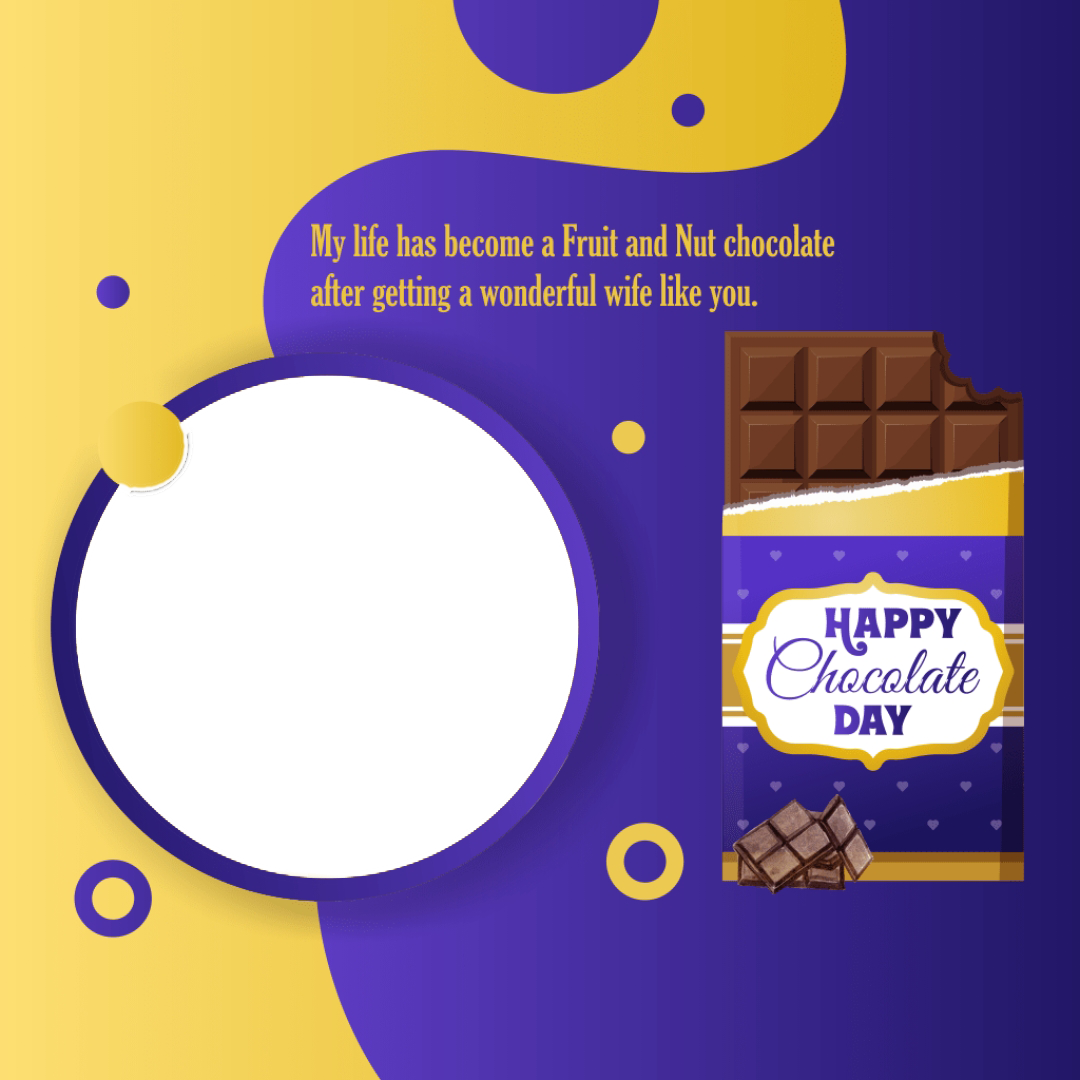 My life has become a Fruit and Nut chocolate
after getting a wonderful wife like you.
HAPPY
Chocolate
DAY